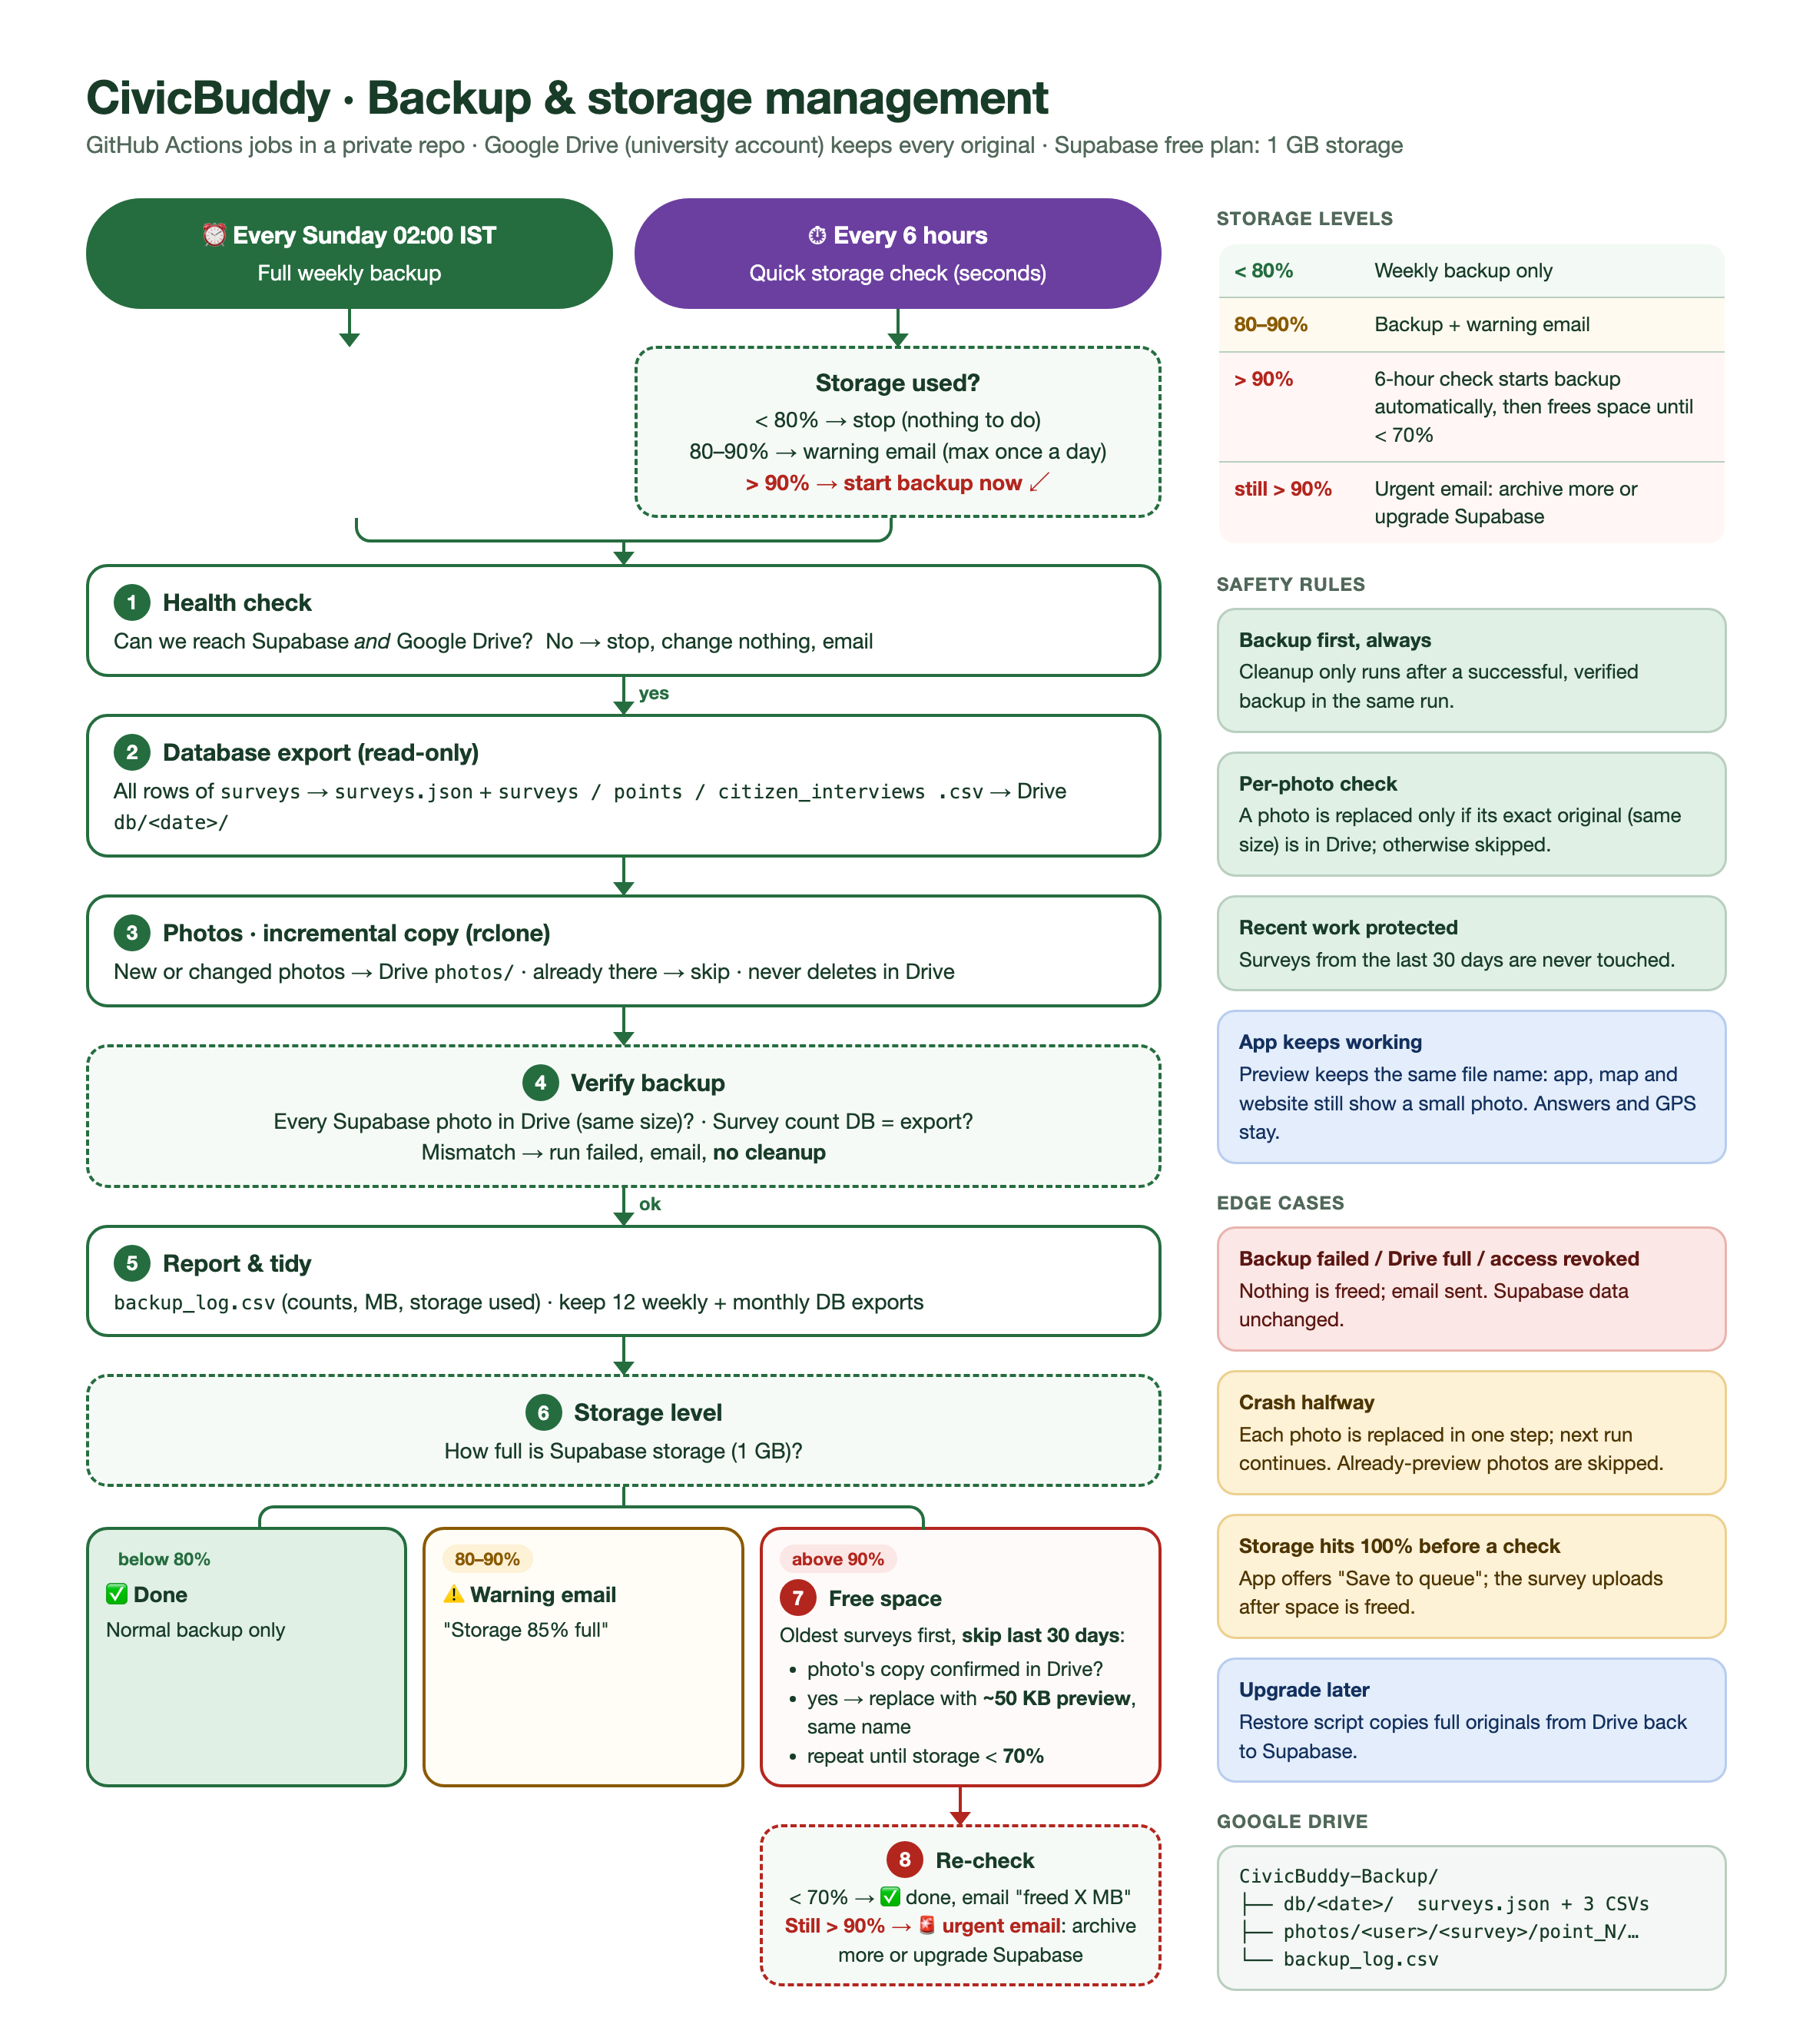 CivicBuddy · Backup & storage management
GitHub Actions jobs in a private repo · Google Drive (university account) keeps every original · Supabase free plan: 1 GB storage
⏰ Every Sunday 02:00 IST
Full weekly backup
⏱ Every 6 hours
Quick storage check (seconds)
Storage used?
< 80% → stop (nothing to do)
80–90% → warning email (max once a day)
> 90% → start backup now ↙
1 Health check
Can we reach Supabase and Google Drive? No → stop, change nothing, email
yes
2 Database export (read-only)
All rows of surveys → surveys.json + surveys / points / citizen_interviews .csv → Drive
db/<date>/
3 Photos · incremental copy (rclone)
New or changed photos → Drive photos/ · already there → skip · never deletes in Drive
4 Verify backup
Every Supabase photo in Drive (same size)? · Survey count DB = export?
Mismatch → run failed, email, no cleanup
ok
5 Report & tidy
backup_log.csv (counts, MB, storage used) · keep 12 weekly + monthly DB exports
6 Storage level
How full is Supabase storage (1 GB)?
below 80%
✅ Done
Normal backup only
80–90%
⚠️ Warning email
"Storage 85% full"
above 90%
7 Free space
Oldest surveys first, skip last 30 days:
• photo's copy confirmed in Drive?
• yes → replace with ~50 KB preview,
same name
• repeat until storage < 70%
8 Re-check
< 70% → ✅ done, email "freed X MB"
Still > 90% → 🚨 urgent email: archive
more or upgrade Supabase
STORAGE LEVELS
< 80% Weekly backup only
80–90% Backup + warning email
> 90% 6-hour check starts backup
automatically, then frees space until
< 70%
still > 90% Urgent email: archive more or
upgrade Supabase
SAFETY RULES
Backup first, always
Cleanup only runs after a successful, verified
backup in the same run.
Per-photo check
A photo is replaced only if its exact original (same
size) is in Drive; otherwise skipped.
Recent work protected
Surveys from the last 30 days are never touched.
App keeps working
Preview keeps the same file name: app, map and
website still show a small photo. Answers and GPS
stay.
EDGE CASES
Backup failed / Drive full / access revoked
Nothing is freed; email sent. Supabase data
unchanged.
Crash halfway
Each photo is replaced in one step; next run
continues. Already-preview photos are skipped.
Storage hits 100% before a check
App offers "Save to queue"; the survey uploads
after space is freed.
Upgrade later
Restore script copies full originals from Drive back
to Supabase.
GOOGLE DRIVE
CivicBuddy-Backup/
├── db/<date>/  surveys.json + 3 CSVs
├── photos/<user>/<survey>/point_N/…
└── backup_log.csv